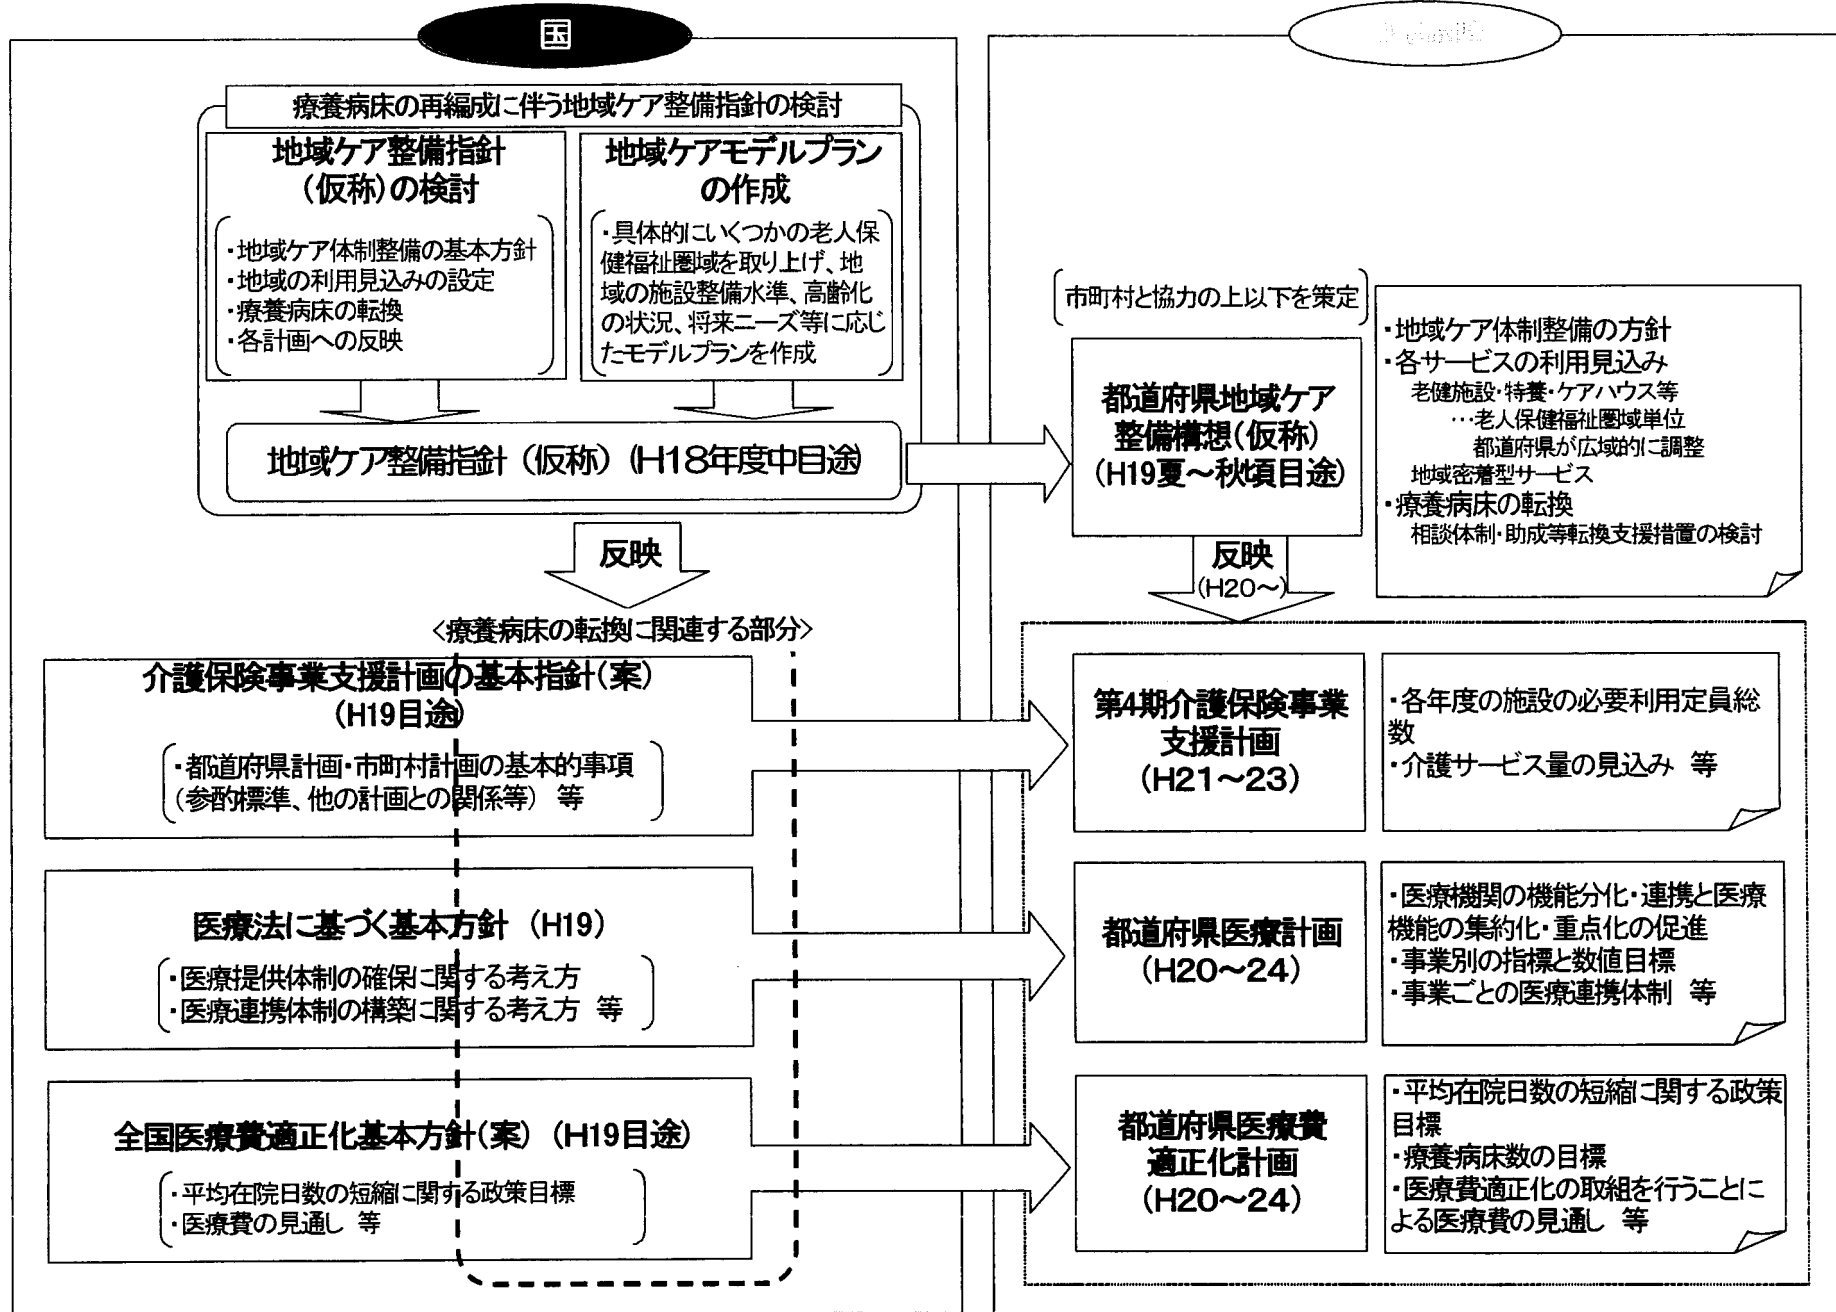 国
療養病床の再編成に伴う地域ケア整備指針の検討
地域ケア整備指針
(仮称)の検討
・地域ケア体制整備の基本方針
・地域の利用見込みの設定
・療養病床の転換
・各計画への反映
地域ケアモデルプラン
の作成
・具体的にいくつかの老人保
健福祉圏域を取り上げ、地
域の施設整備水準、高齢化
の状況、将来ニーズ等に応じ
たモデルプランを作成
地域ケア整備指針（仮称）(H18年度中目途)
反映
<療養病床の転換に関連する部分>
介護保険事業支援計画の基本指針(案)
(H19目途)
・都道府県計画・市町村計画の基本的事項
(参酌標準、他の計画との関係等) 等
医療法に基づく基本方針 (H19)
・医療提供体制の確保に関する考え方
・医療連携体制の構築に関する考え方 等
全国医療費適正化基本方針(案) (H19目途)
・平均在院日数の短縮に関する政策目標
・医療費の見通し 等
市町村と協力の上以下を策定
都道府県地域ケア
整備構想(仮称)
(H19夏～秋頃目途)
・地域ケア体制整備の方針
・各サービスの利用見込み
老健施設・特養・ケアハウス等
…老人保健福祉圏域単位
都道府県が広域的に調整
地域密着型サービス
・療養病床の転換
相談体制・助成等転換支援措置の検討
反映
(H20～)
第4期介護保険事業
支援計画
(H21～23)
・各年度の施設の必要利用定員総
数
・介護サービス量の見込み 等
都道府県医療計画
(H20～24)
・医療機関の機能分化・連携と医療
機能の集約化・重点化の促進
・事業別の指標と数値目標
・事業ごとの医療連携体制 等
都道府県医療費
適正化計画
(H20～24)
・平均在院日数の短縮に関する政策
目標
・療養病床数の目標
・医療費適正化の取組を行うことに
よる医療費の見通し 等